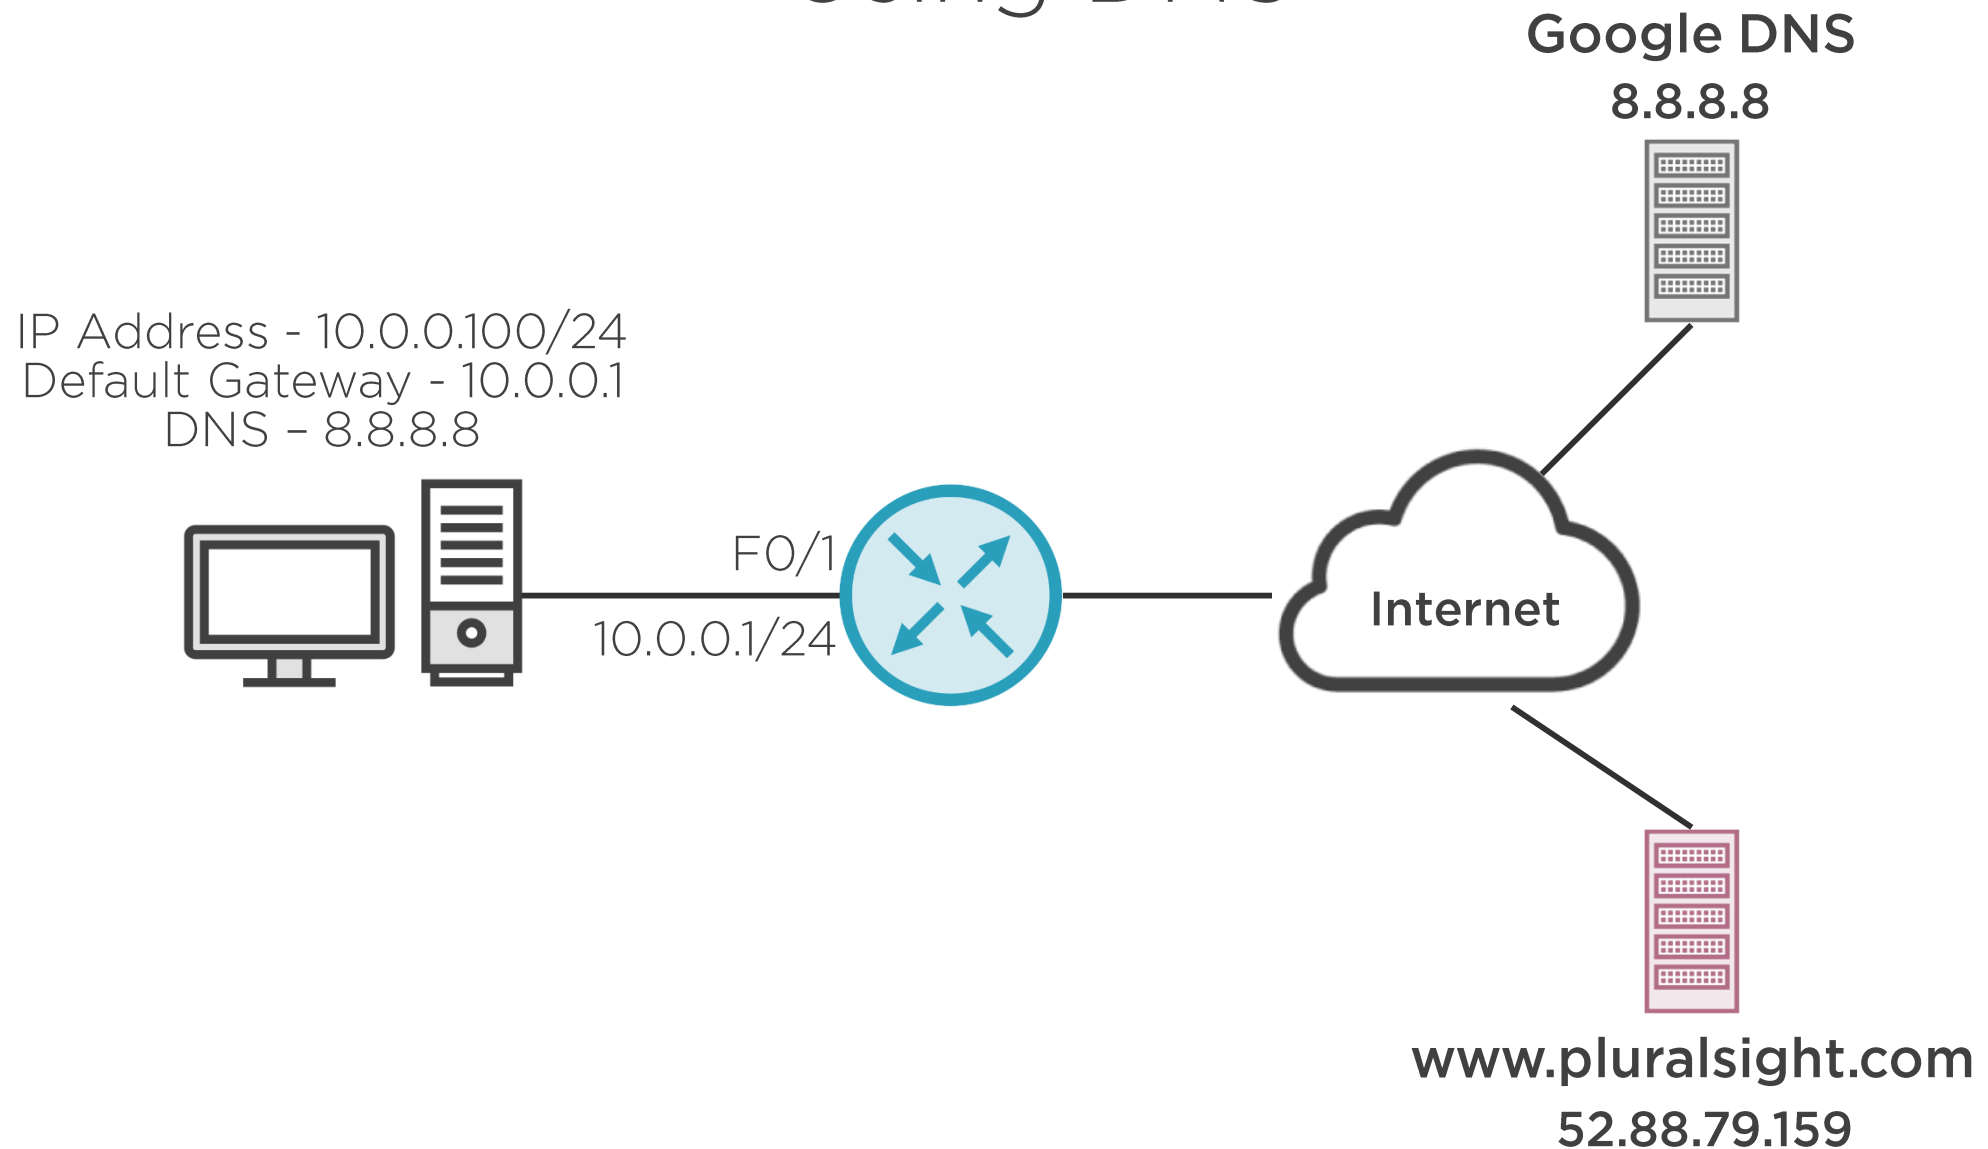 Using DNS
Google DNS
8.8.8.8
IP Address - 10.0.0.100/24
Default Gateway - 10.0.0.1
DNS – 8.8.8.8
F0/1
10.0.0.1/24
Internet
www.pluralsight.com
52.88.79.159